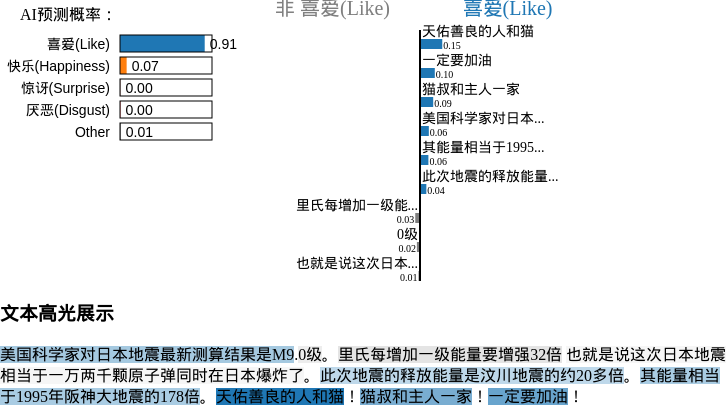 AI预测概率：
喜爱(Like) 0.91
快乐(Happiness) 0.07
惊讶(Surprise) 0.00
厌恶(Disgust) 0.00
Other 0.01
非 喜爱(Like) 喜爱(Like)
天佑善良的人和猫
0.15
一定要加油
0.10
猫叔和主人一家
0.09
美国科学家对日本...
0.06
其能量相当于1995...
0.06
此次地震的释放能量...
0.04
里氏每增加一级能...
0.03
0级
0.02
也就是说这次日本...
0.01
文本高光展示
美国科学家对日本地震最新测算结果是M9.0级。里氏每增加一级能量要增强32倍 也就是说这次日本地震
相当于一万两千颗原子弹同时在日本爆炸了。此次地震的释放能量是汶川地震的约20多倍。其能量相当
于1995年阪神大地震的178倍。天佑善良的人和猫！猫叔和主人一家！一定要加油！